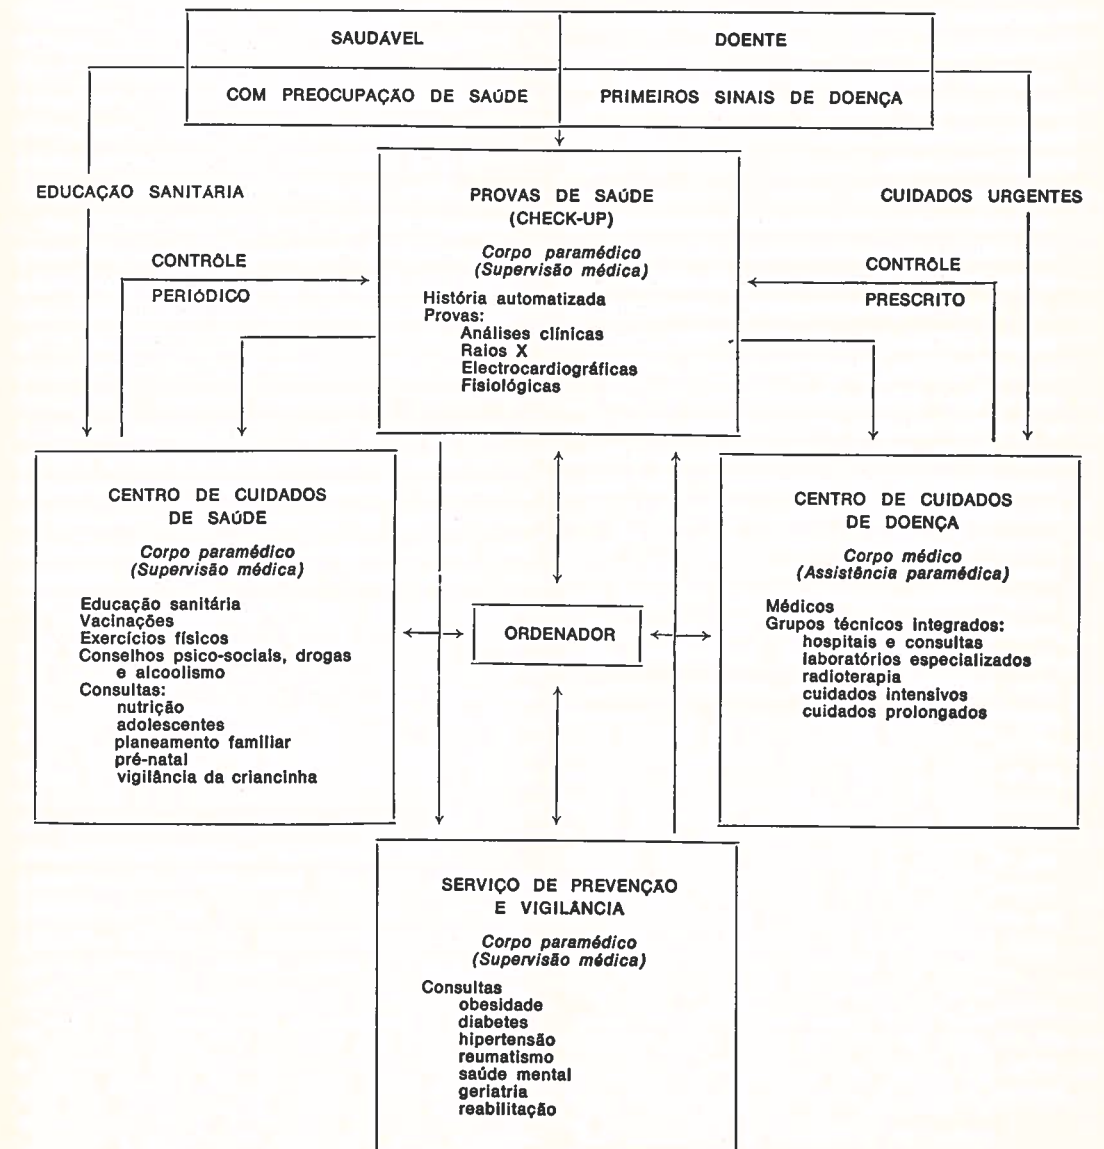 SAUDÁVEL
DOENTE
COM PREOCUPAÇÃO DE SAÚDE
PRIMEIROS SINAIS DE DOENÇA
EDUCAÇÃO SANITÁRIA
CUIDADOS URGENTES
PROVAS DE SAÚDE
(CHECK-UP)
Corpo paramédico
(Supervisão médica)
História automatizada
Provas:
Análises clínicas
Raios X
Electrocardiográficas
Fisiológicas
CONTRÔLE
PERIÓDICO
CONTRÔLE
PRESCRITO
CENTRO DE CUIDADOS
DE SAÚDE
Corpo paramédico
(Supervisão médica)
Educação sanitária
Vacinações
Exercícios físicos
Conselhos psico-sociais, drogas
e alcoolismo
Consultas:
nutrição
adolescentes
planeamento familiar
pré-natal
vigilância da criancinha
ORDENADOR
CENTRO DE CUIDADOS
DE DOENÇA
Corpo médico
(Assistência paramédica)
Médicos
Grupos técnicos integrados:
hospitais e consultas
laboratórios especializados
radioterapia
cuidados intensivos
cuidados prolongados
SERVIÇO DE PREVENÇÃO
E VIGILÂNCIA
Corpo paramédico
(Supervisão médica)
Consultas
obesidade
diabetes
hipertensão
reumatismo
saúde mental
geriatria
reabilitação